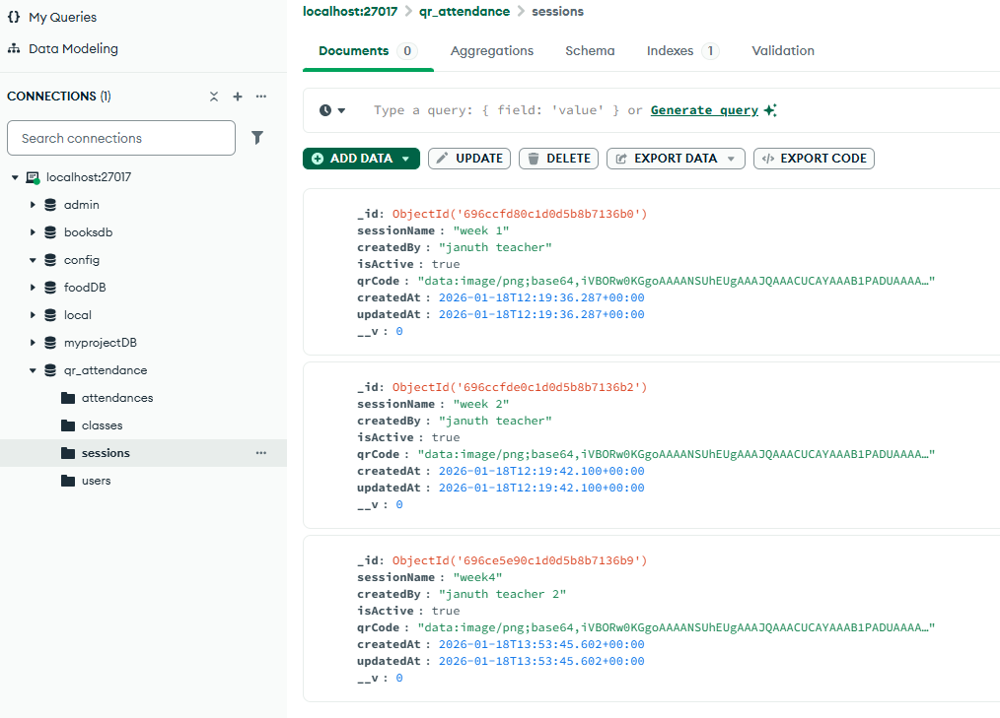 My Queries
Data Modeling
CONNECTIONS (1)
Search connections
localhost:27017
admin
booksdb
config
foodDB
local
myprojectDB
qr_attendance
attendances
classes
sessions
users
localhost:27017 > qr_attendance > sessions
Documents 0 Aggregations Schema Indexes 1 Validation
Type a query: { field: 'value' } or Generate query
ADD DATA UPDATE DELETE EXPORT DATA EXPORT CODE
_id: ObjectId('696ccfd80c1d0d5b8b7136b0')
sessionName : "week 1"
createdBy : "januth teacher"
isActive : true
qrCode : "data:image/png;base64,iVBORw0KGgoAAAANSUhEUgAAAJQAAACUCAYAAAB1PADUAAAA…"
createdAt : 2026-01-18T12:19:36.287+00:00
updatedAt : 2026-01-18T12:19:36.287+00:00
__v : 0
_id: ObjectId('696ccfde0c1d0d5b8b7136b2')
sessionName : "week 2"
createdBy : "januth teacher"
isActive : true
qrCode : "data:image/png;base64,iVBORw0KGgoAAAANSUhEUgAAAJQAAACUCAYAAAB1PADUAAAA…"
createdAt : 2026-01-18T12:19:42.100+00:00
updatedAt : 2026-01-18T12:19:42.100+00:00
__v : 0
_id: ObjectId('696ce5e90c1d0d5b8b7136b9')
sessionName : "week4"
createdBy : "januth teacher 2"
isActive : true
qrCode : "data:image/png;base64,iVBORw0KGgoAAAANSUhEUgAAAJQAAACUCAYAAAB1PADUAAAA…"
createdAt : 2026-01-18T13:53:45.602+00:00
updatedAt : 2026-01-18T13:53:45.602+00:00
__v : 0